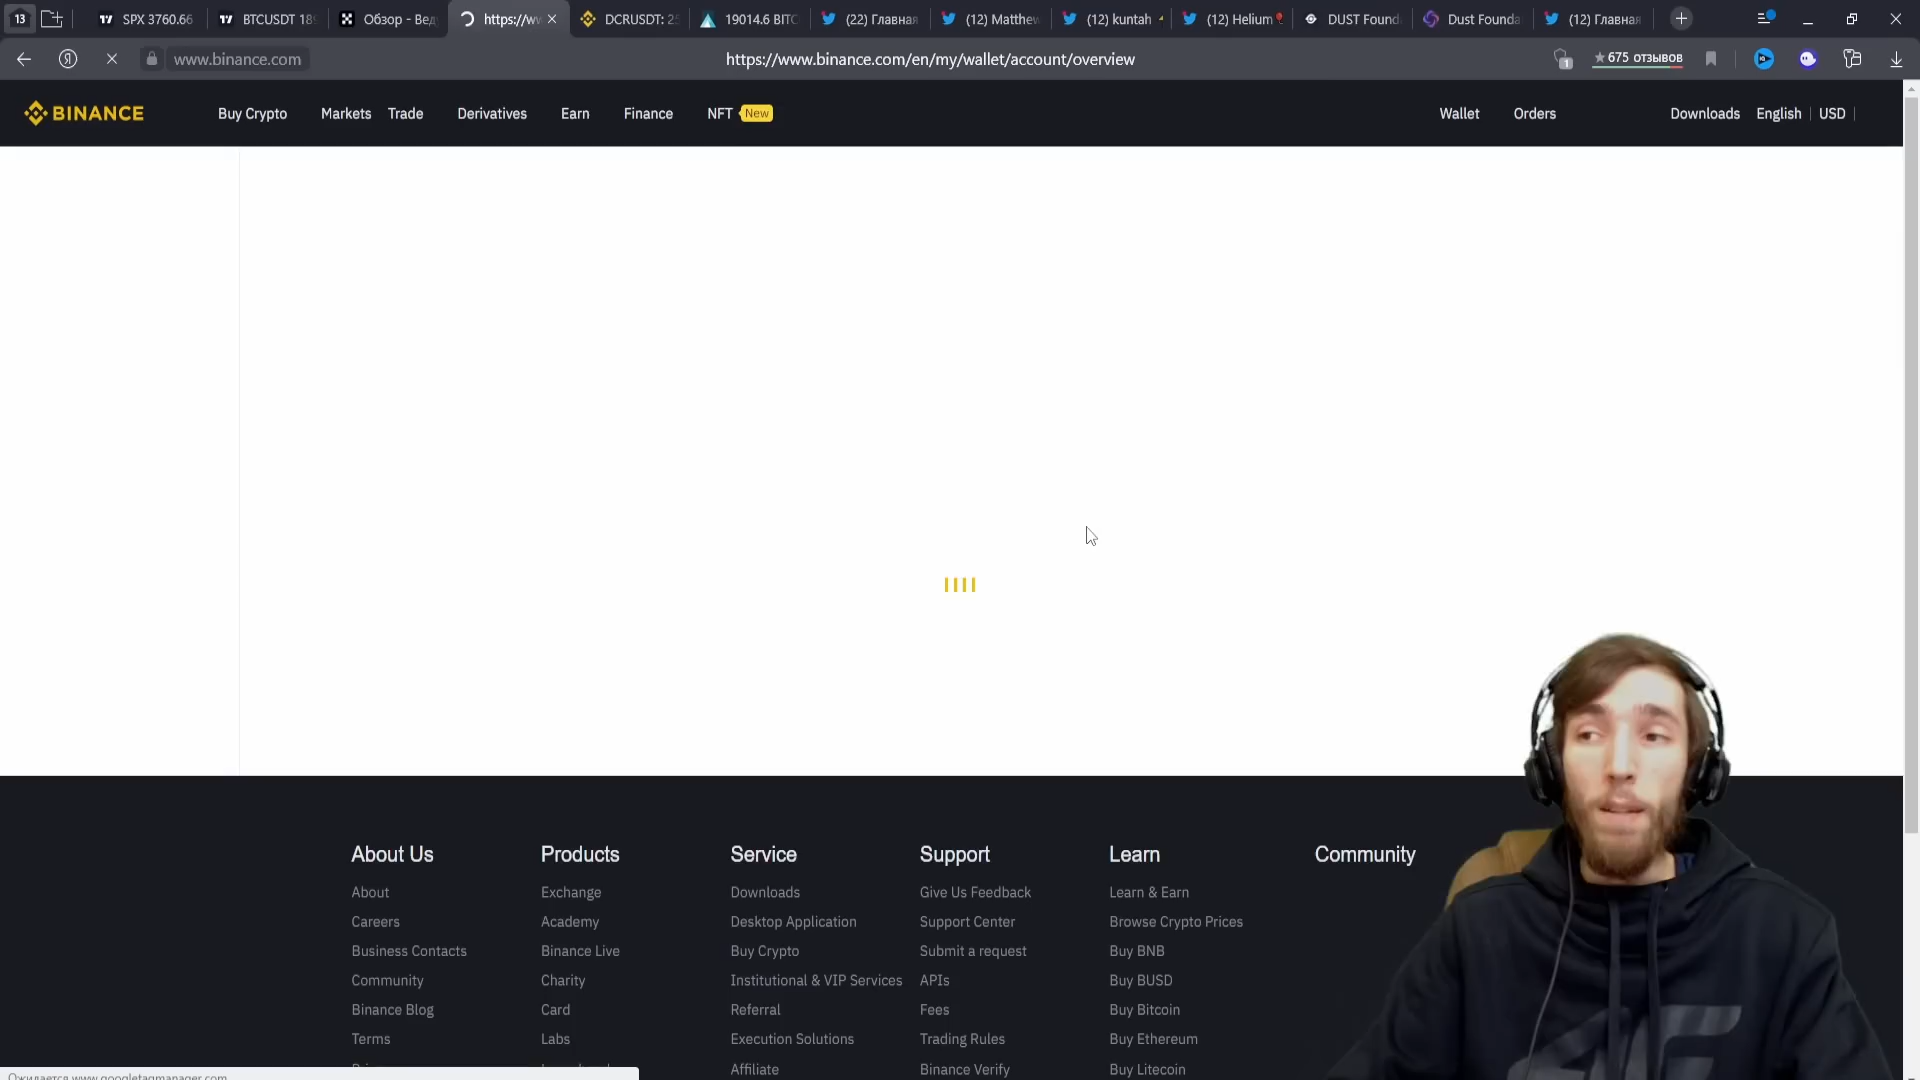 13
SPX 3760.66
BTCUSDT 18
Обзор - Вед
https://w
DCRUSDT: 2
19014.6 BITC
(22) Главная
(12) Matthew
(12) kuntah
(12) Helium
DUST Found
Dust Founda
(12) Главная
www.binance.com
https://www.binance.com/en/my/wallet/account/overview
1
★ 675 отзывов
BINANCE
Buy Crypto
Markets
Trade
Derivatives
Earn
Finance
NFT New
Wallet
Orders
Downloads
English
USD
About Us
About
Careers
Business Contacts
Community
Binance Blog
Terms
Products
Exchange
Academy
Binance Live
Charity
Card
Labs
Service
Downloads
Desktop Application
Buy Crypto
Institutional & VIP Services
Referral
Execution Solutions
Affiliate
Support
Give Us Feedback
Support Center
Submit a request
APIs
Fees
Trading Rules
Binance Verify
Learn
Learn & Earn
Browse Crypto Prices
Buy BNB
Buy BUSD
Buy Bitcoin
Buy Ethereum
Buy Litecoin
Community
Ожидается www.googletagmanager.com